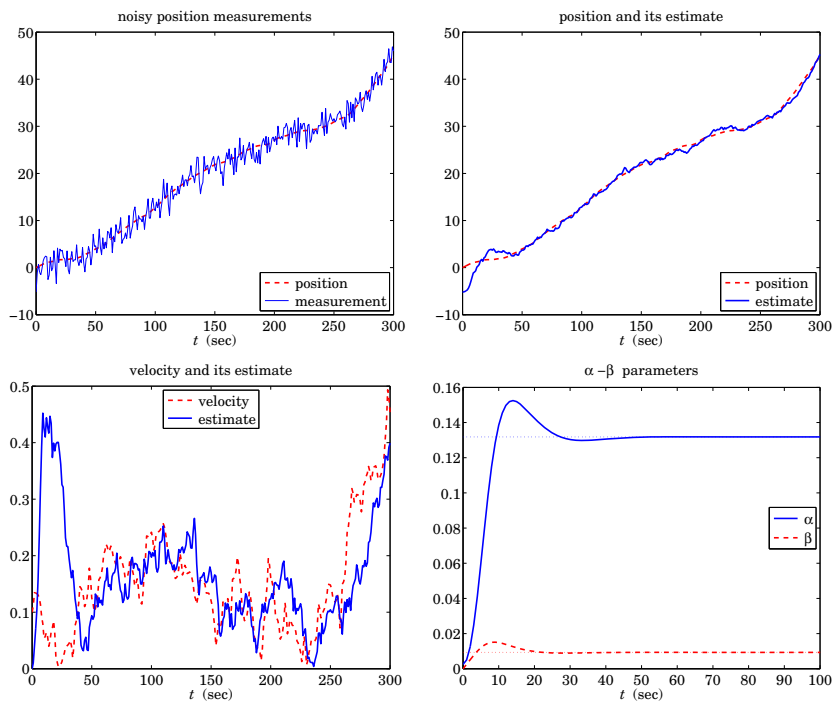 noisy position measurements
50
40
30
20
10
0
−10
0 50 100 150 200 250 300
t (sec)
position
measurement
position and its estimate
50
40
30
20
10
0
−10
0 50 100 150 200 250 300
t (sec)
position
estimate
velocity and its estimate
0.5
0.4
0.3
0.2
0.1
0
0 50 100 150 200 250 300
t (sec)
velocity
estimate
α−β parameters
0.16
0.14
0.12
0.1
0.08
0.06
0.04
0.02
0
0 10 20 30 40 50 60 70 80 90 100
t (sec)
α
β